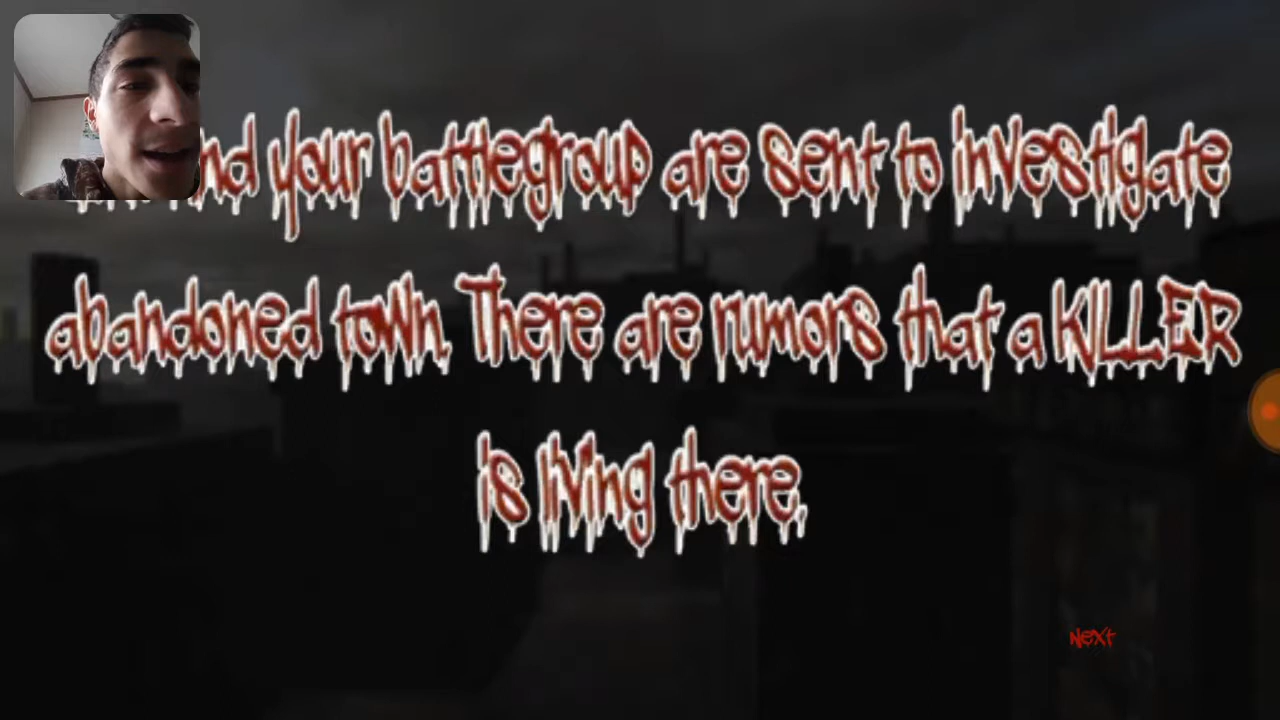 nd your battlegroup are sent to investigate
abandoned town. There are rumors that a KILLER
is living there.
Next